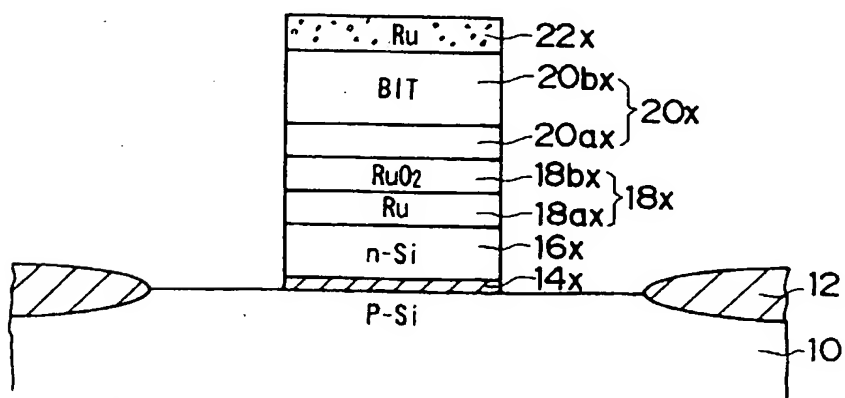 Ru 22x
BIT 20bx
20x
20ax
RuO2 18bx
18x
Ru 18ax
n-Si 16x
14x
P-Si
12
10